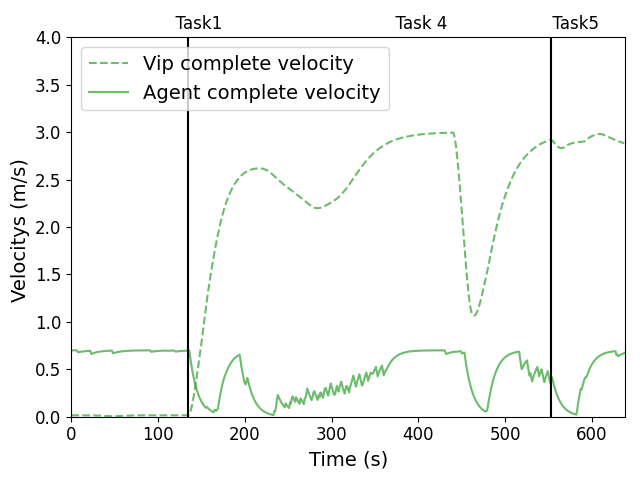 Task1 Task 4 Task5
4.0
3.5
3.0
2.5
2.0
1.5
1.0
0.5
0.0
Velocitys (m/s)
Vip complete velocity
Agent complete velocity
0 100 200 300 400 500 600
Time (s)